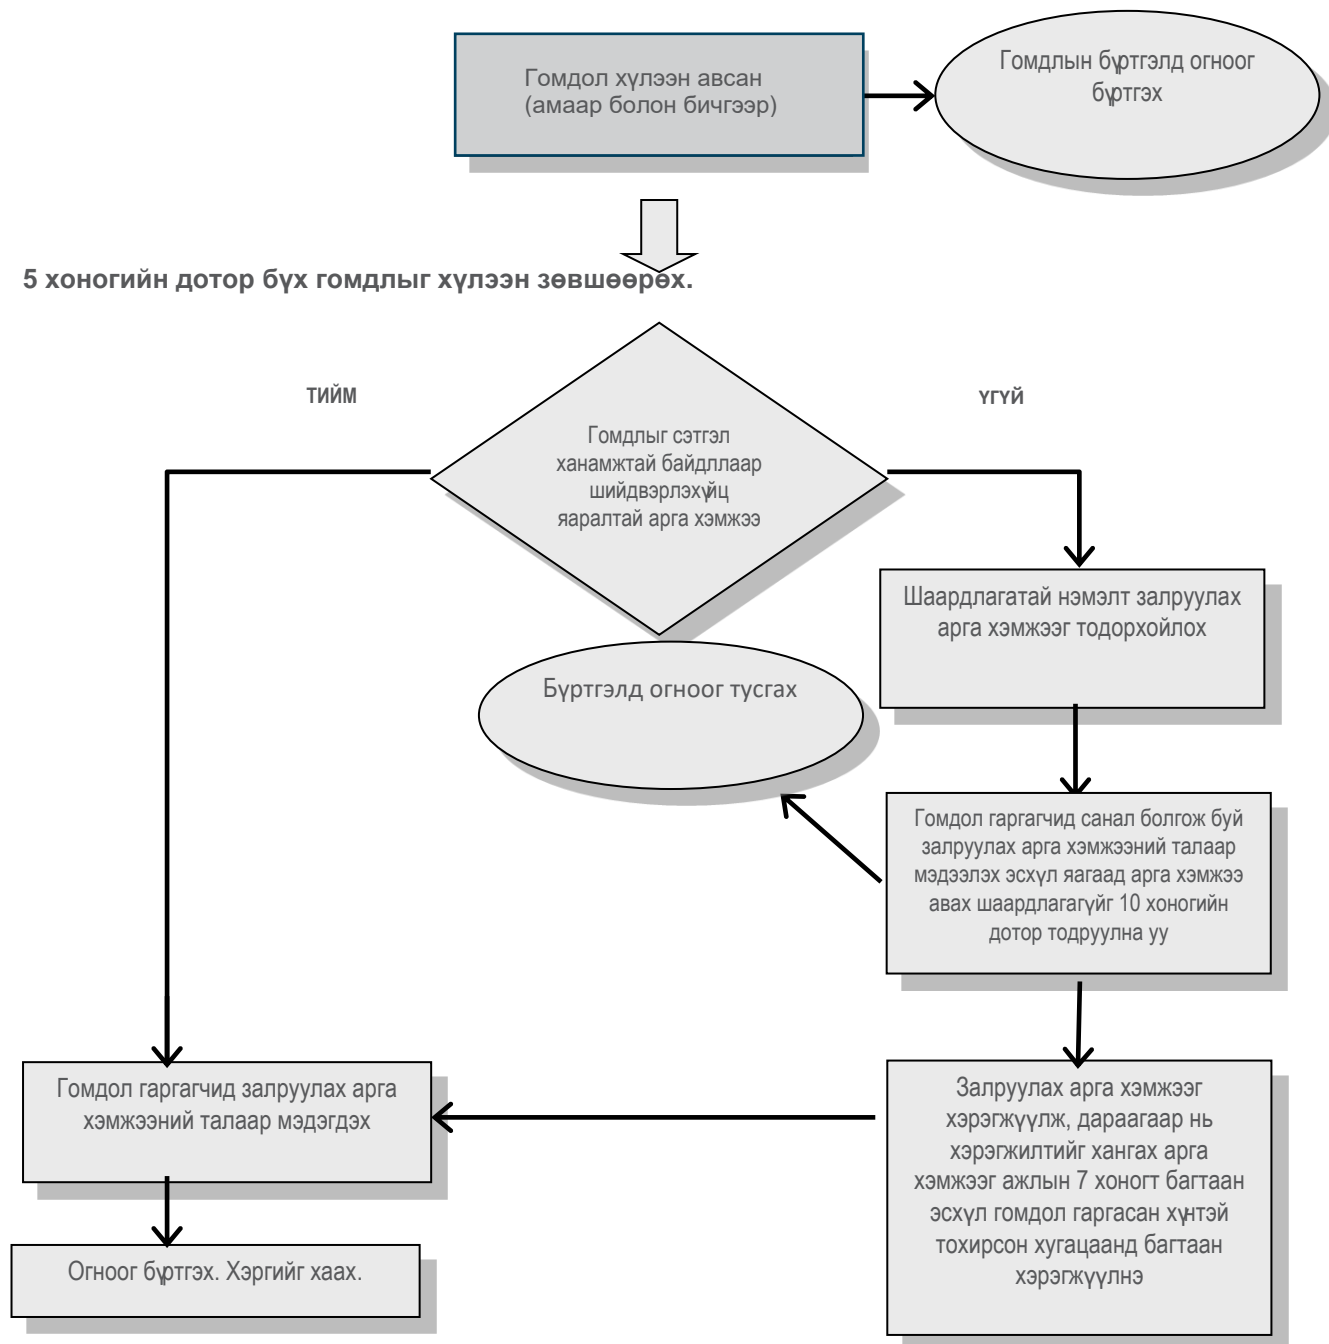 Гомдол хүлээн авсан
(амаар болон бичгээр)
Гомдлын бүртгэлд огноог
бүртгэх
5 хоногийн дотор бүх гомдлыг хүлээн зөвшөөрөх.
ТИЙМ
ҮГҮЙ
Гомдлыг сэтгэл
ханамжтай байдллаар
шийдвэрлэхүйц
яаралтай арга хэмжээ
Шаардлагатай нэмэлт залруулах
арга хэмжээг тодорхойлох
Бүртгэлд огноог тусгах
Гомдол гаргагчид санал болгож буй
залруулах арга хэмжээний талаар
мэдээлэх эсхүл яагаад арга хэмжээ
авах шаардлагагүйг 10 хоногийн
дотор тодруулна уу
Гомдол гаргагчид залруулах арга
хэмжээний талаар мэдэгдэх
Залруулах арга хэмжээг
хэрэгжүүлж, дараагаар нь
хэрэгжилтийг хангах арга
хэмжээг ажлын 7 хоногт багтаан
эсхүл гомдол гаргасан хүнтэй
тохирсон хугацаанд багтаан
хэрэгжүүлнэ
Огноог бүртгэх. Хэргийг хаах.